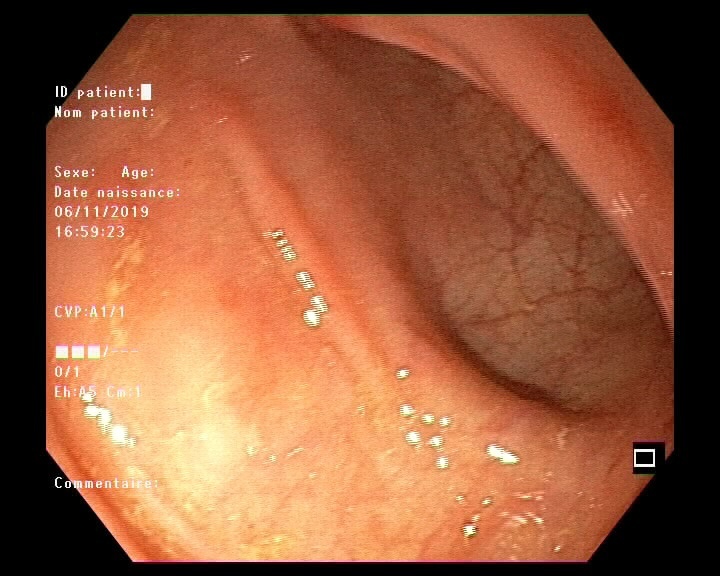 ID patient:
Nom patient:
Sexe: Age:
Date naissance:
06/11/2019
16:59:23
CVP:A1/1
■■■/---
0/1
Eh:A5 Cm:1
Commentaire: